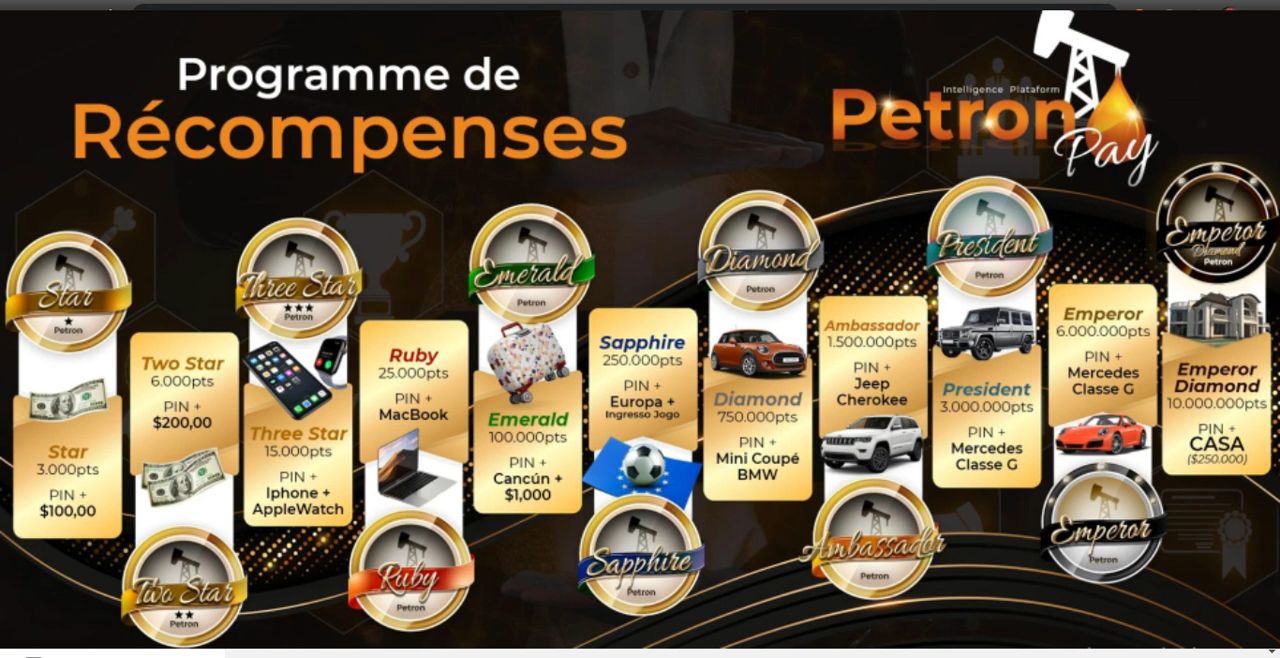 Programme de
Récompenses
Intelligence Plataform
Petron
Pay
Star
★
Petron
Star
3.000pts
PIN +
$100,00
Two Star
6.000pts
PIN +
$200,00
Two Star
★★
Petron
Three Star
★★★
Petron
Three Star
15.000pts
PIN +
Iphone +
AppleWatch
Ruby
25.000pts
PIN +
MacBook
Ruby
Petron
Emerald
Petron
Emerald
100.000pts
PIN +
Cancún +
$1,000
Sapphire
250.000pts
PIN +
Europa +
Ingresso Jogo
Sapphire
Petron
Diamond
Petron
Diamond
750.000pts
PIN +
Mini Coupé
BMW
Ambassador
1.500.000pts
PIN +
Jeep
Cherokee
Ambassador
Petron
President
Petron
President
3.000.000pts
PIN +
Mercedes
Classe G
Emperor
6.000.000pts
PIN +
Mercedes
Classe G
Emperor
Petron
Emperor
Diamond
Petron
Emperor
Diamond
10.000.000pts
PIN +
CASA
($250.000)